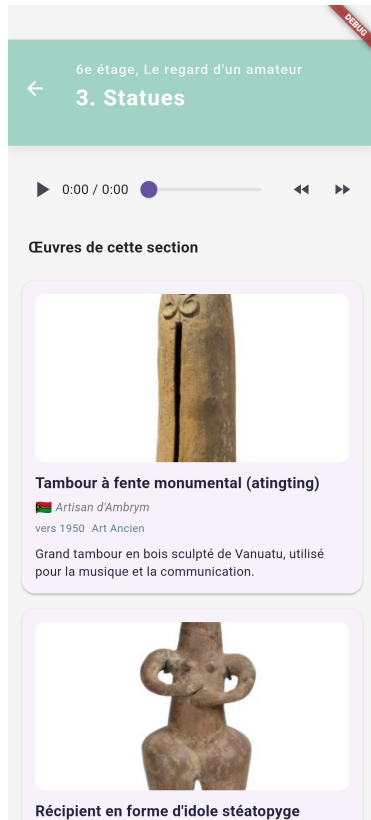 DEBUG
6e étage, Le regard d'un amateur
3. Statues
0:00 / 0:00
Œuvres de cette section
Tambour à fente monumental (atingting)
Artisan d'Ambrym
vers 1950 Art Ancien
Grand tambour en bois sculpté de Vanuatu, utilisé
pour la musique et la communication.
Récipient en forme d'idole stéatopyge